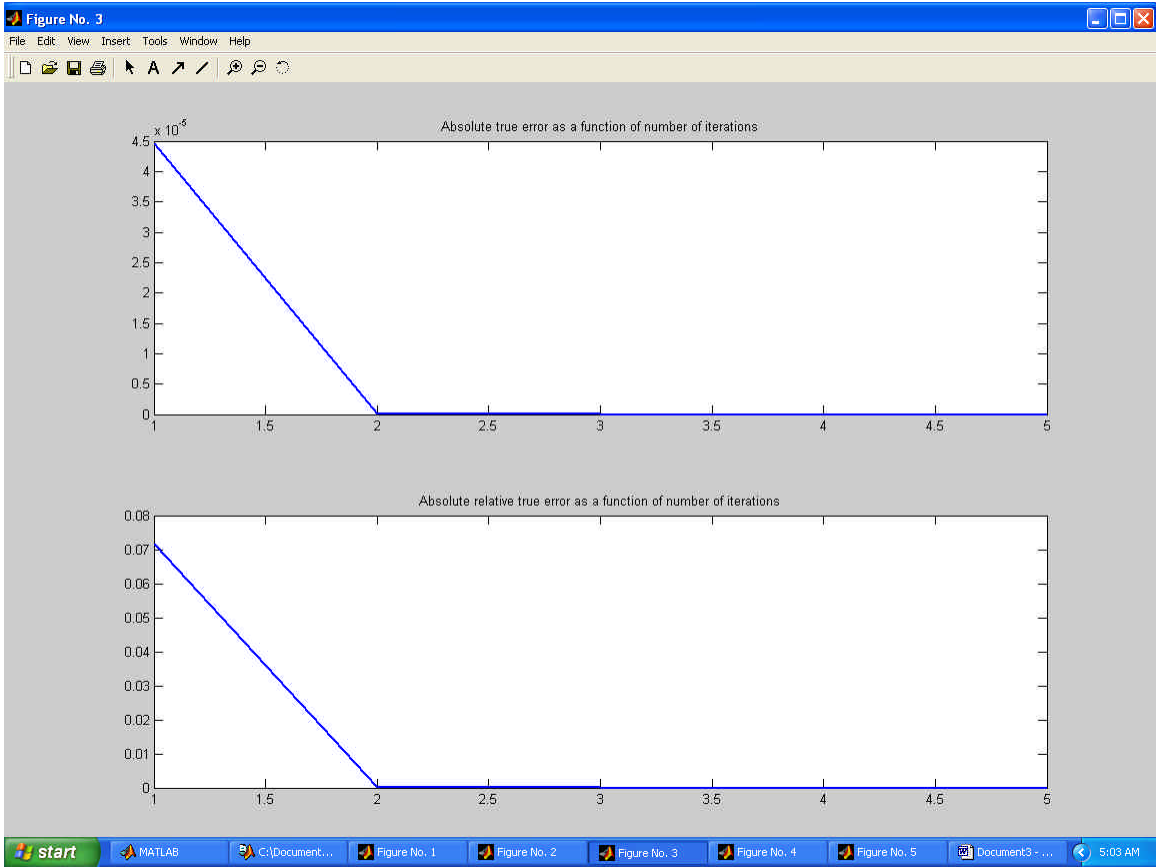 Figure No. 3
File Edit View Insert Tools Window Help
A
Absolute true error as a function of number of iterations
x 10-5
4.5
4
3.5
3
2.5
2
1.5
1
0.5
0
1 1.5 2 2.5 3 3.5 4 4.5 5
Absolute relative true error as a function of number of iterations
0.08
0.07
0.06
0.05
0.04
0.03
0.02
0.01
0
1 1.5 2 2.5 3 3.5 4 4.5 5
start MATLAB C:\Document... Figure No. 1 Figure No. 2 Figure No. 3 Figure No. 4 Figure No. 5 Document3 - ... 5:03 AM